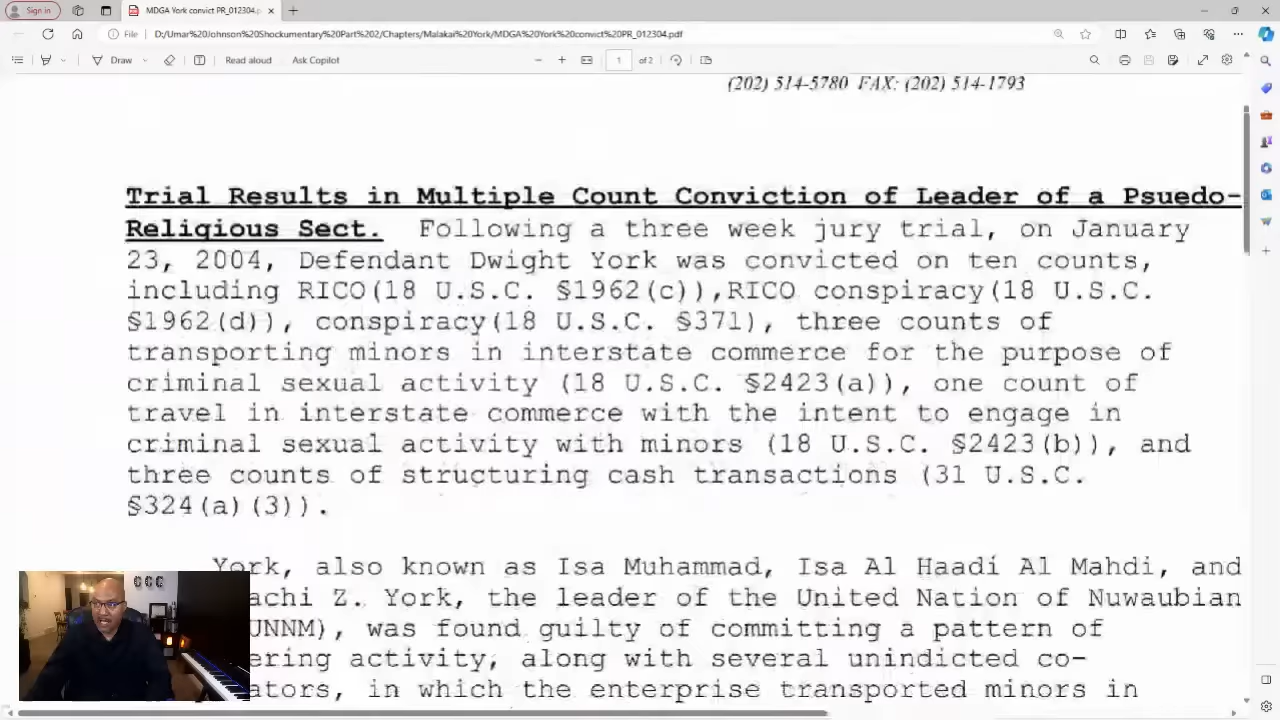 Sign in
MDGA York convict PR_012304.p
File
D:/Umar%20Johnson%20Shockumentary%20Part%202/Chapters/Malakai%20York/MDGA%20York%20convict%20PR_012304.pdf
Draw
Read aloud
Ask Copilot
1
of 2
(202) 514-5780 FAX: (202) 514-1793
Trial Results in Multiple Count Conviction of Leader of a Psuedo-
Religious Sect. Following a three week jury trial, on January
23, 2004, Defendant Dwight York was convicted on ten counts,
including RICO(18 U.S.C. §1962(c)),RICO conspiracy(18 U.S.C.
§1962(d)), conspiracy(18 U.S.C. §371), three counts of
transporting minors in interstate commerce for the purpose of
criminal sexual activity (18 U.S.C. §2423(a)), one count of
travel in interstate commerce with the intent to engage in
criminal sexual activity with minors (18 U.S.C. §2423(b)), and
three counts of structuring cash transactions (31 U.S.C.
§324(a)(3)).
York, also known as Isa Muhammad, Isa Al Haadi Al Mahdi, and
achi Z. York, the leader of the United Nation of Nuwaubian
UNNM), was found guilty of committing a pattern of
ering activity, along with several unindicted co-
ators, in which the enterprise transported minors in